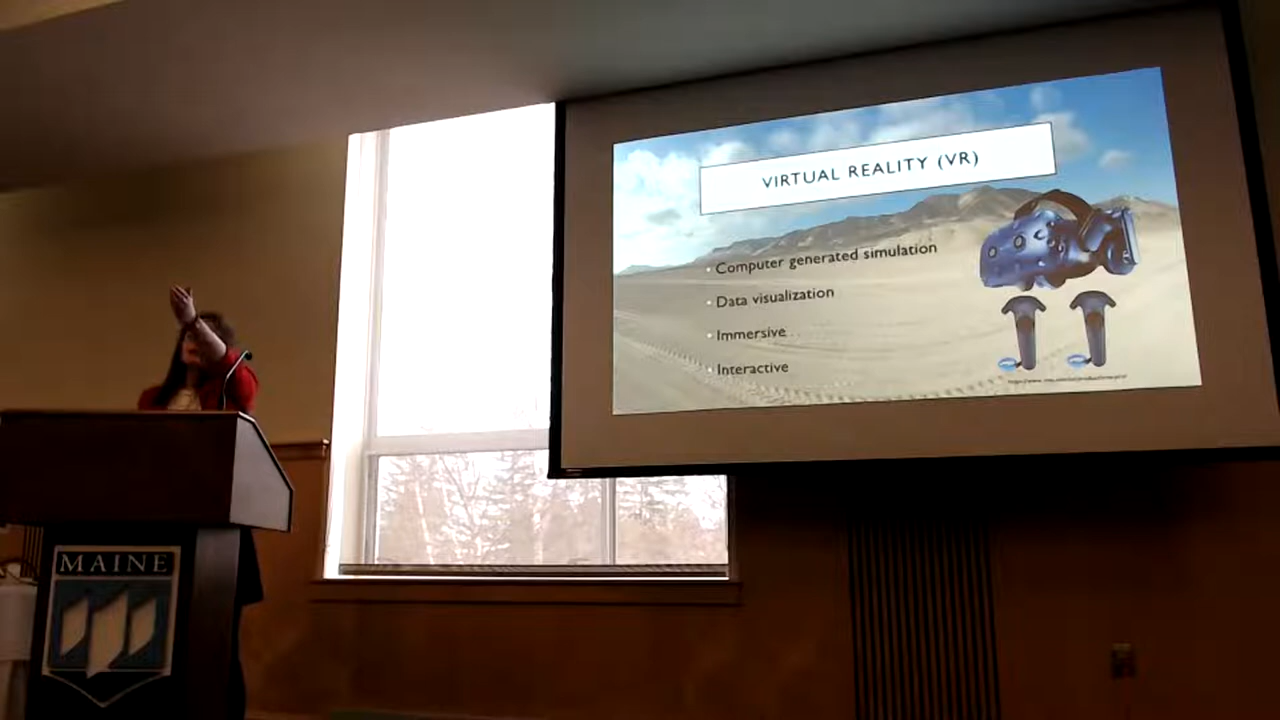 VIRTUAL REALITY (VR)
Computer generated simulation
Data visualization
Immersive
Interactive
MAINE